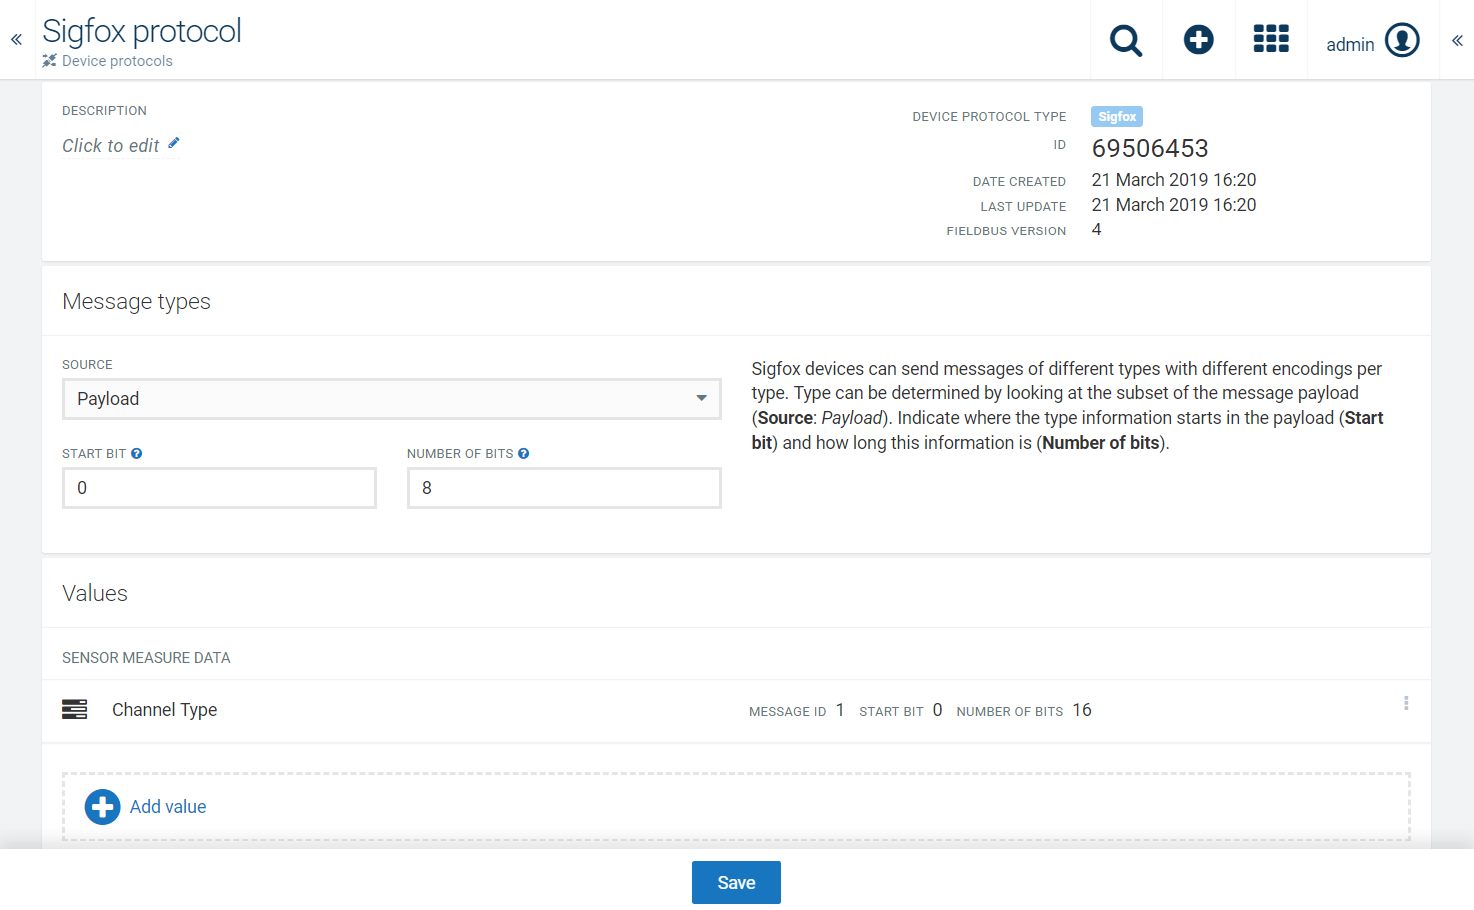 Sigfox protocol
Device protocols
admin
DESCRIPTION
Click to edit
DEVICE PROTOCOL TYPE Sigfox
ID 69506453
DATE CREATED 21 March 2019 16:20
LAST UPDATE 21 March 2019 16:20
FIELDBUS VERSION 4
Message types
SOURCE
Payload
START BIT
0
NUMBER OF BITS
8
Sigfox devices can send messages of different types with different encodings per
type. Type can be determined by looking at the subset of the message payload
(Source: Payload). Indicate where the type information starts in the payload (Start
bit) and how long this information is (Number of bits).
Values
SENSOR MEASURE DATA
Channel Type MESSAGE ID 1 START BIT 0 NUMBER OF BITS 16
Add value
Save